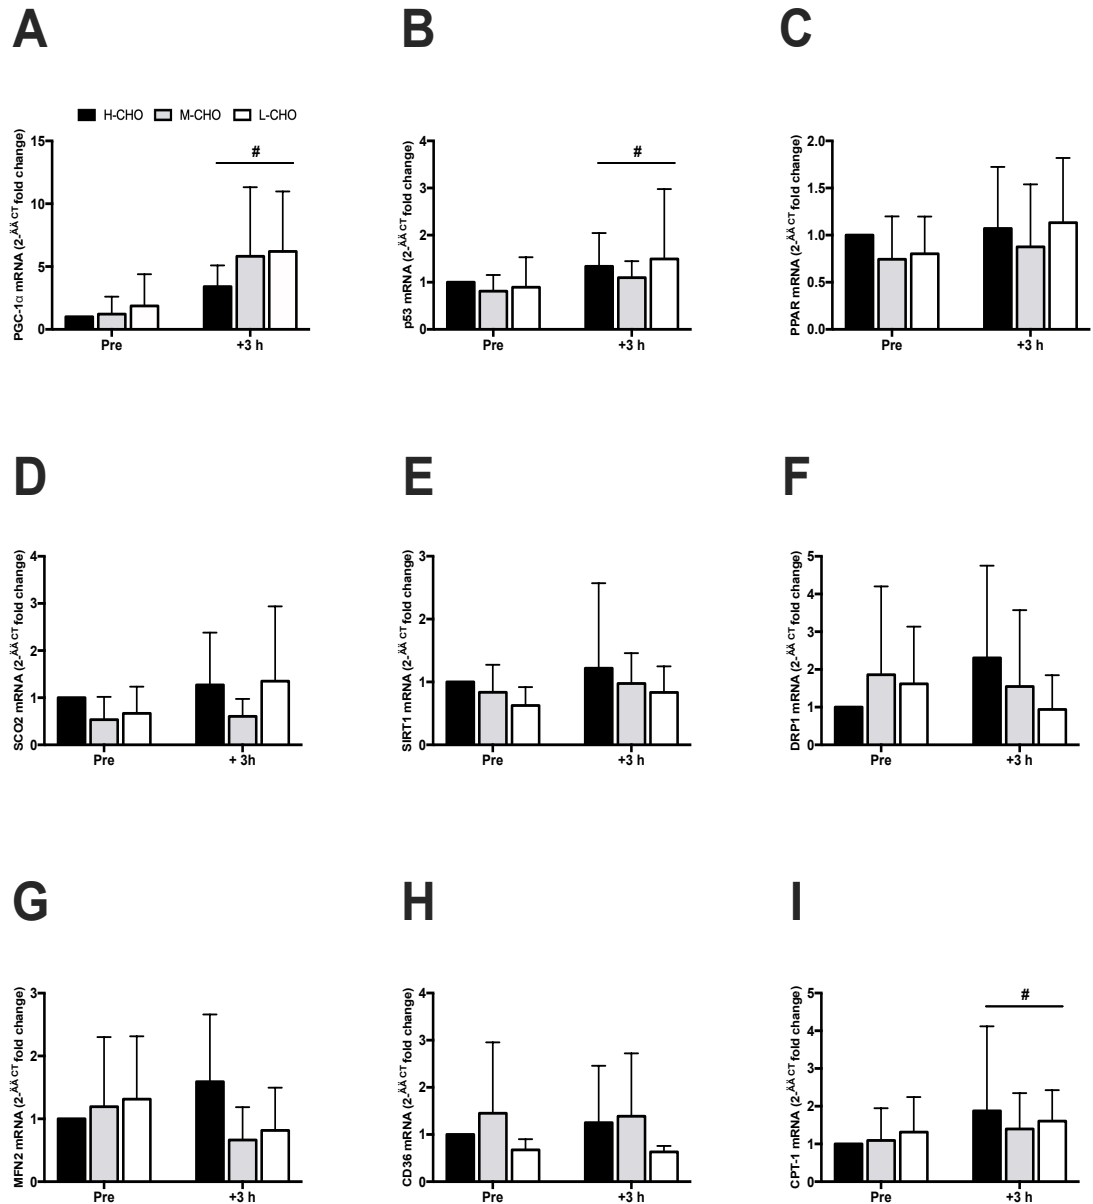 A
B
C
H-CHO M-CHO L-CHO
PGC-1α mRNA (2-ÄÄ CT fold change)
15
10
5
0
#
Pre
+3 h
p53 mRNA (2-ÄÄ CT fold change)
4
3
2
1
0
#
Pre
+3 h
PPAR mRNA (2-ÄÄ CT fold change)
2.0
1.5
1.0
0.5
0.0
Pre
+3 h
D
E
F
SCO2 mRNA (2-ÄÄ CT fold change)
4
3
2
1
0
Pre
+ 3h
SIRT1 mRNA (2-ÄÄ CT fold change)
3
2
1
0
Pre
+3 h
DRP1 mRNA (2-ÄÄ CT fold change)
5
4
3
2
1
0
Pre
+3 h
G
H
I
MFN2 mRNA (2-ÄÄ CT fold change)
3
2
1
0
Pre
+3 h
CD36 mRNA (2-ÄÄ CT fold change)
4
3
2
1
0
Pre
+3 h
CPT-1 mRNA (2-ÄÄ CT fold change)
5
4
3
2
1
0
#
Pre
+3 h